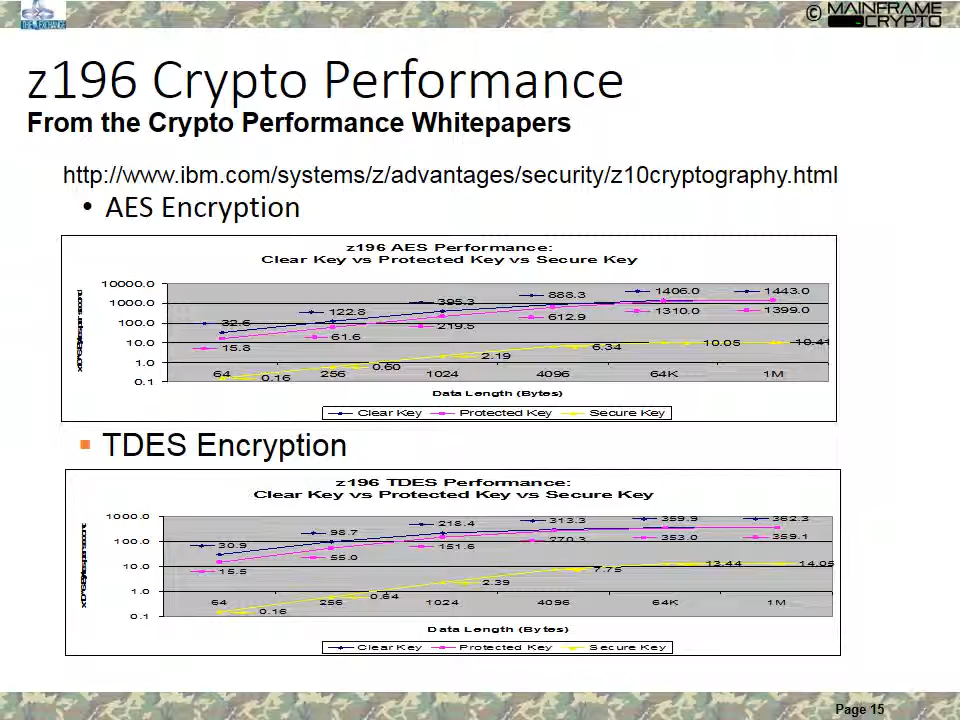 © MAINFRAME
CRYPTO
THE EXCHANGE
z196 Crypto Performance
From the Crypto Performance Whitepapers
http://www.ibm.com/systems/z/advantages/security/z10cryptography.html
• AES Encryption
z196 AES Performance:
Clear Key vs Protected Key vs Secure Key
10000.0
1000.0
100.0
10.0
1.0
0.1
32.6 122.8 395.3 888.3 1406.0 1443.0
15.8 61.6 219.5 612.9 1310.0 1399.0
0.16 0.60 2.19 6.34 10.05 10.41
64 256 1024 4096 64K 1M
Data Length (Bytes)
Clear Key Protected Key Secure Key
TDES Encryption
z196 TDES Performance:
Clear Key vs Protected Key vs Secure Key
1000.0
100.0
10.0
1.0
0.1
30.9 98.7 218.4 313.3 359.9 362.3
15.5 55.0 151.6 270.3 353.0 359.1
0.16 0.64 2.39 7.75 13.44 14.05
64 256 1024 4096 64K 1M
Data Length (Bytes)
Clear Key Protected Key Secure Key
Page 15